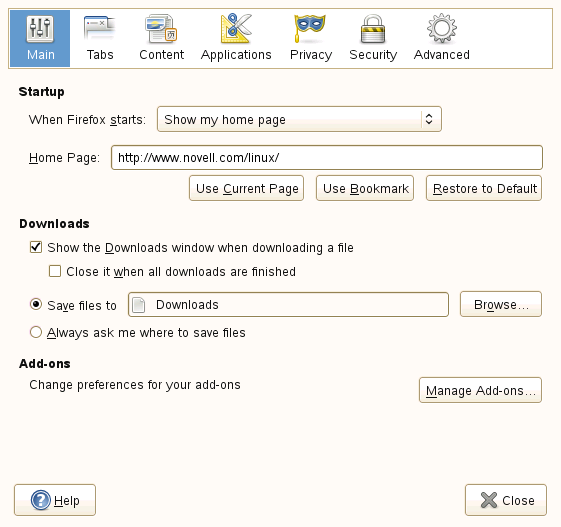 Main Tabs Content Applications Privacy Security Advanced
Startup
When Firefox starts: Show my home page
Home Page: http://www.novell.com/linux/
Use Current Page Use Bookmark Restore to Default
Downloads
Show the Downloads window when downloading a file
Close it when all downloads are finished
Save files to Downloads Browse...
Always ask me where to save files
Add-ons
Change preferences for your add-ons
Manage Add-ons...
Help Close